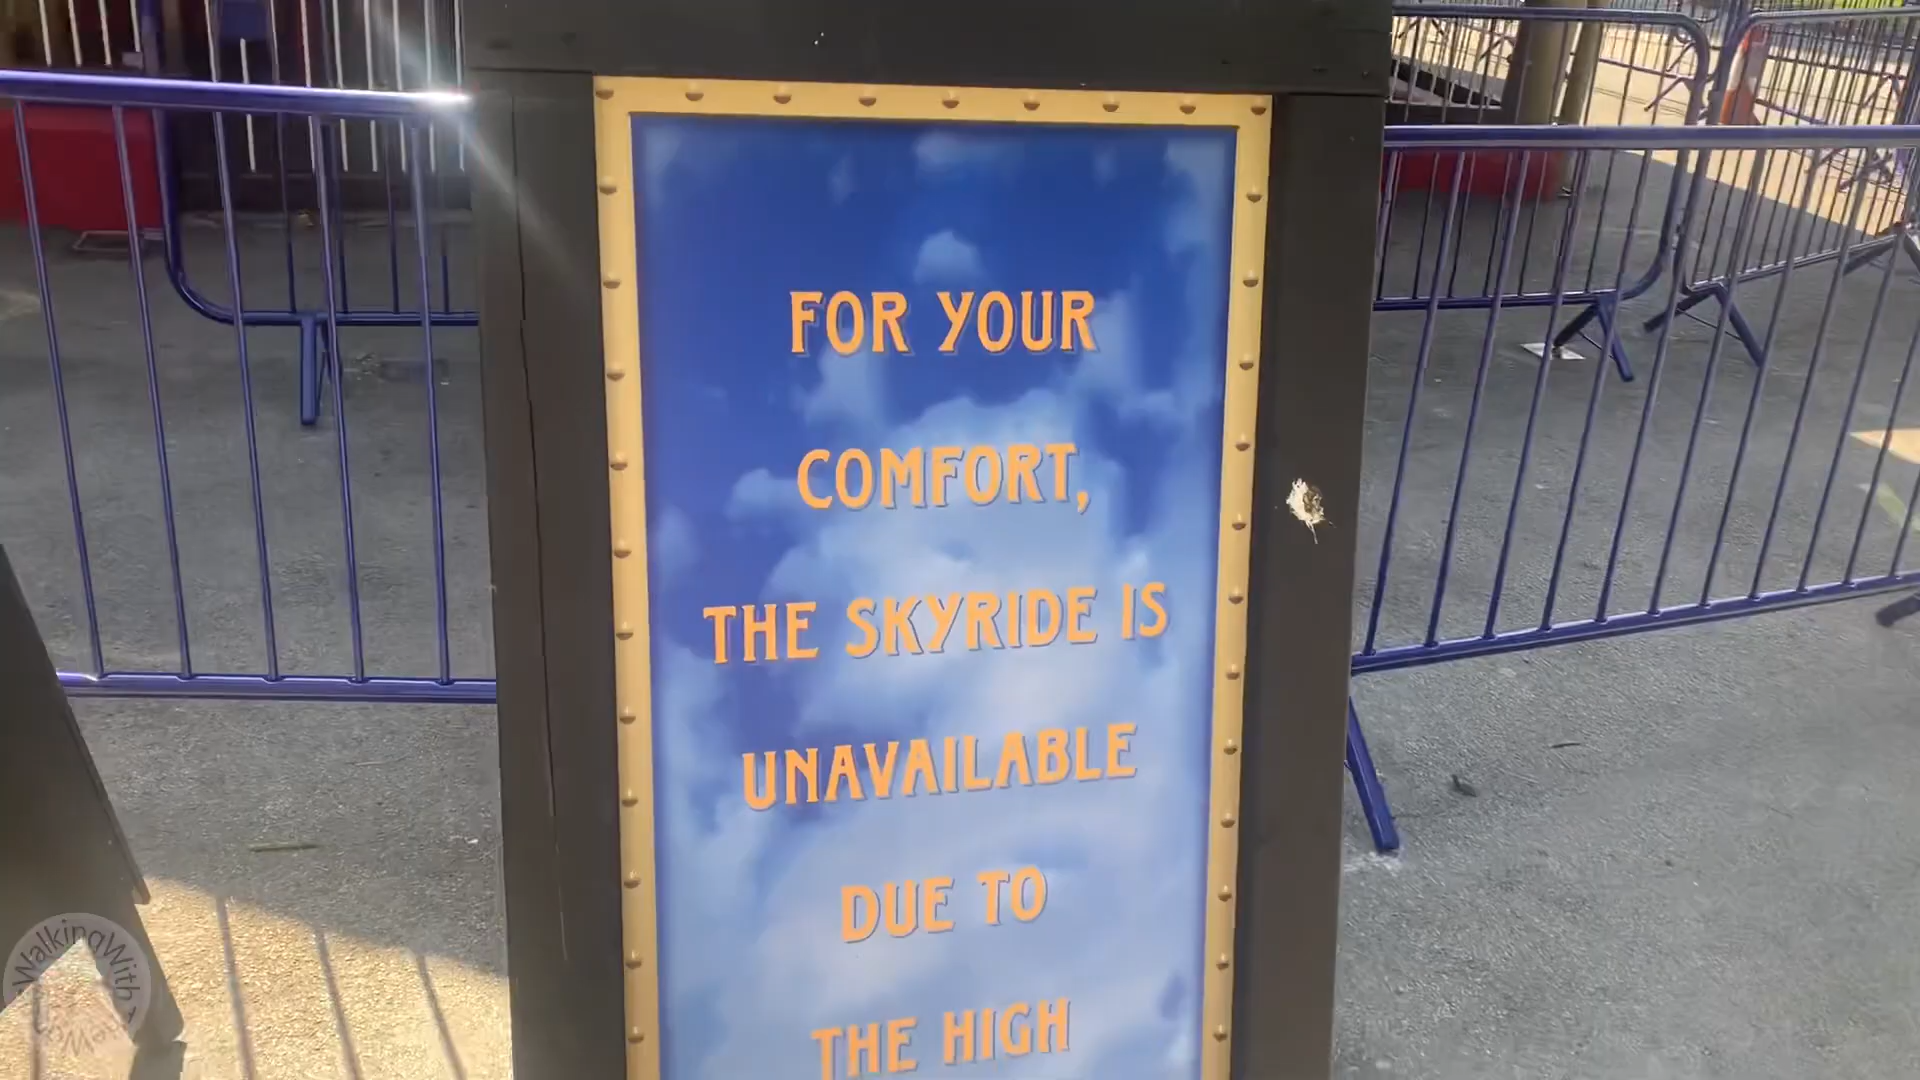 FOR YOUR
COMFORT,
THE SKYRIDE IS
UNAVAILABLE
DUE TO
THE HIGH
WalkingWith